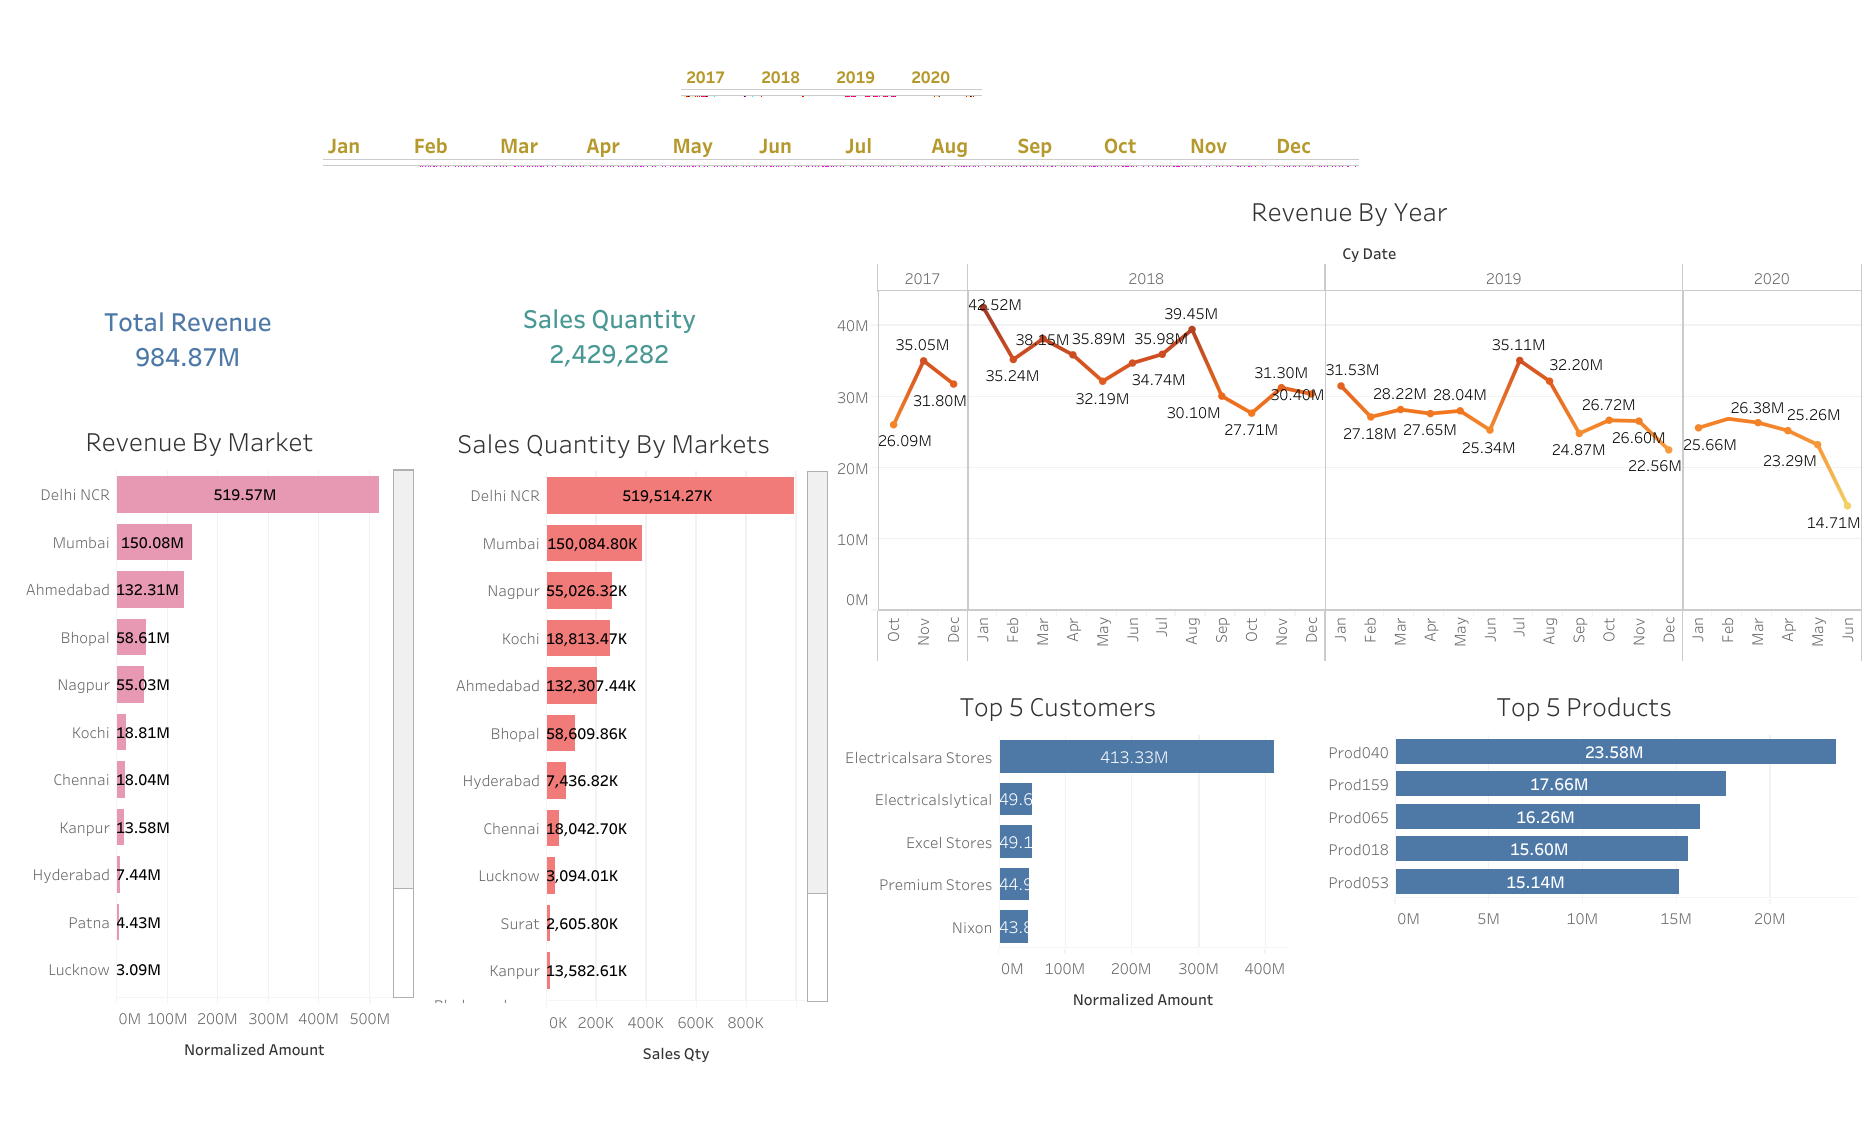 2017 2018 2019 2020
Jan Feb Mar Apr May Jun Jul Aug Sep Oct Nov Dec
Total Revenue
984.87M
Sales Quantity
2,429,282
Revenue By Year
Cy Date
2017 2018 2019 2020
40M
30M
20M
10M
0M
26.09M
35.05M
31.80M
42.52M
35.24M
38.15M
35.89M
32.19M
34.74M
35.98M
39.45M
30.10M
27.71M
31.30M
30.40M
31.53M
27.18M
28.22M
27.65M
28.04M
25.34M
35.11M
32.20M
24.87M
26.72M
26.60M
22.56M
25.66M
26.38M
25.26M
23.29M
14.71M
Oct Nov Dec Jan Feb Mar Apr May Jun Jul Aug Sep Oct Nov Dec Jan Feb Mar Apr May Jun Jul Aug Sep Oct Nov Dec Jan Feb Mar Apr May Jun
Revenue By Market
Delhi NCR 519.57M
Mumbai 150.08M
Ahmedabad 132.31M
Bhopal 58.61M
Nagpur 55.03M
Kochi 18.81M
Chennai 18.04M
Kanpur 13.58M
Hyderabad 7.44M
Patna 4.43M
Lucknow 3.09M
0M 100M 200M 300M 400M 500M
Normalized Amount
Sales Quantity By Markets
Delhi NCR 519,514.27K
Mumbai 150,084.80K
Nagpur 55,026.32K
Kochi 18,813.47K
Ahmedabad 132,307.44K
Bhopal 58,609.86K
Hyderabad 7,436.82K
Chennai 18,042.70K
Lucknow 3,094.01K
Surat 2,605.80K
Kanpur 13,582.61K
0K 200K 400K 600K 800K
Sales Qty
Top 5 Customers
Electricalsara Stores 413.33M
Electricalslytical 49.6
Excel Stores 49.1
Premium Stores 44.9
Nixon 43.8
0M 100M 200M 300M 400M
Normalized Amount
Top 5 Products
Prod040 23.58M
Prod159 17.66M
Prod065 16.26M
Prod018 15.60M
Prod053 15.14M
0M 5M 10M 15M 20M